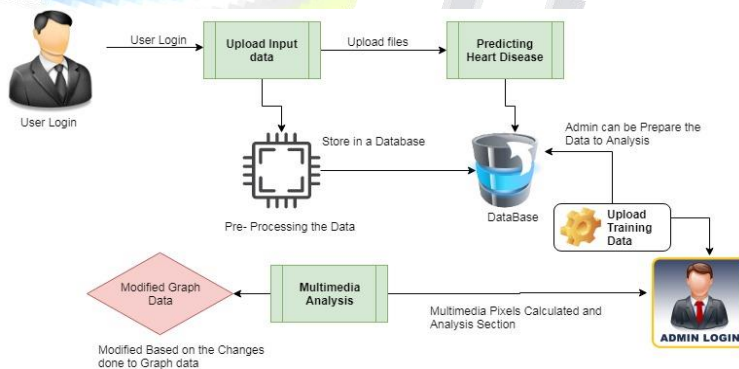 User Login
Upload Input
data
Upload files
Predicting
Heart Disease
User Login
Store in a Database
Admin can be Prepare the
Data to Analysis
Pre- Processing the Data
DataBase
Upload
Training
Data
Modified Graph
Data
Multimedia
Analysis
Multimedia Pixels Calculated and
Analysis Section
ADMIN LOGIN
Modified Based on the Changes
done to Graph data